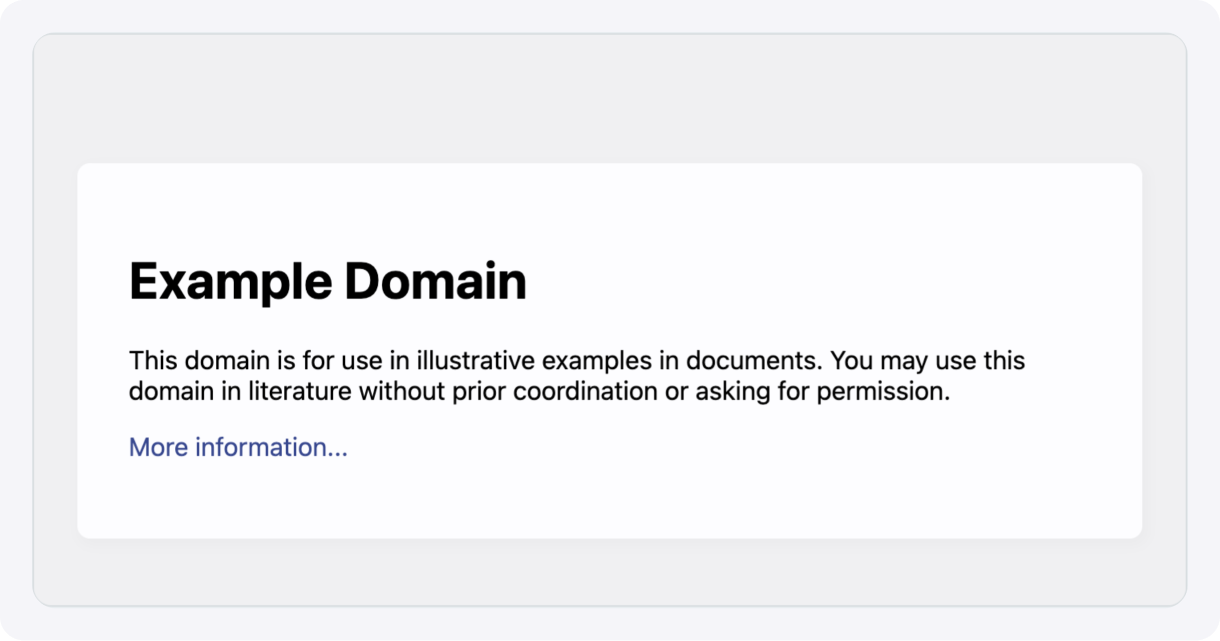 Example Domain
This domain is for use in illustrative examples in documents. You may use this
domain in literature without prior coordination or asking for permission.
More information...